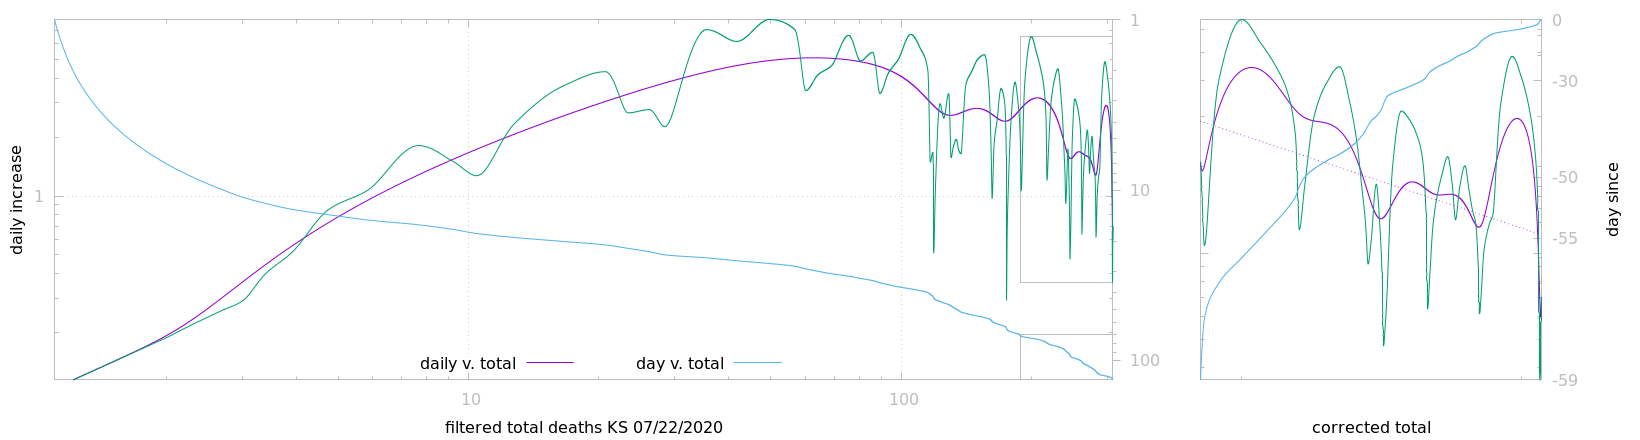 1
0
-30
daily increase
1
10
-50
-55
day since
daily v. total
day v. total
100
-59
10
100
filtered total deaths KS 07/22/2020
corrected total